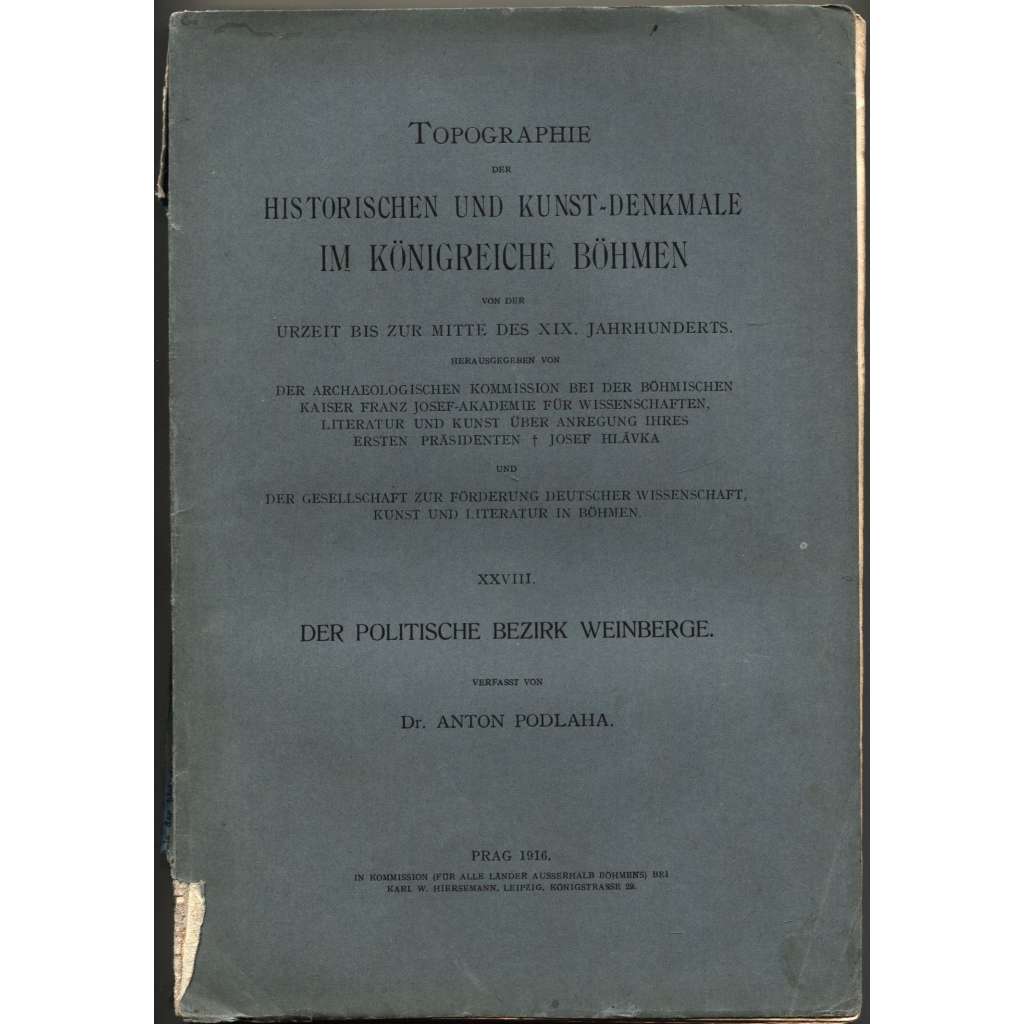 TOPOGRAPHIE
DER
HISTORISCHEN UND KUNST-DENKMALE
IM KÖNIGREICHE BÖHMEN
VON DER
URZEIT BIS ZUR MITTE DES XIX. JAHRHUNDERTS.
HERAUSGEGEBEN VON
DER ARCHAEOLOGISCHEN KOMMISSION BEI DER BÖHMISCHEN
KAISER FRANZ JOSEF-AKADEMIE FÜR WISSENSCHAFTEN,
LITERATUR UND KUNST ÜBER ANREGUNG IHRES
ERSTEN PRÄSIDENTEN † JOSEF HLÁVKA
UND
DER GESELLSCHAFT ZUR FÖRDERUNG DEUTSCHER WISSENSCHAFT,
KUNST UND LITERATUR IN BÖHMEN.
XXVIII.
DER POLITISCHE BEZIRK WEINBERGE.
VERFASST VON
Dr. ANTON PODLAHA.
PRAG 1916.
IN KOMMISSION (FÜR ALLE LÄNDER AUSSERHALB BÖHMENS) BEI
KARL W. HIERSEMANN, LEIPZIG, KÖNIGSTRASSE 29.